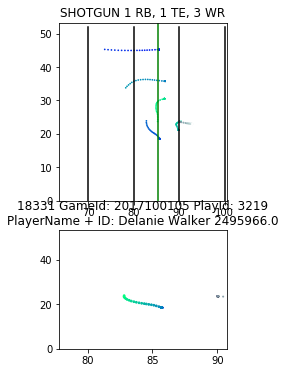 SHOTGUN 1 RB, 1 TE, 3 WR
50
40
30
20
10
0
70 80 90 100
18331 GameId: 2017100105 PlayId: 3219
PlayerName + ID: Delanie Walker 2495966.0
40
20
0
80 85 90